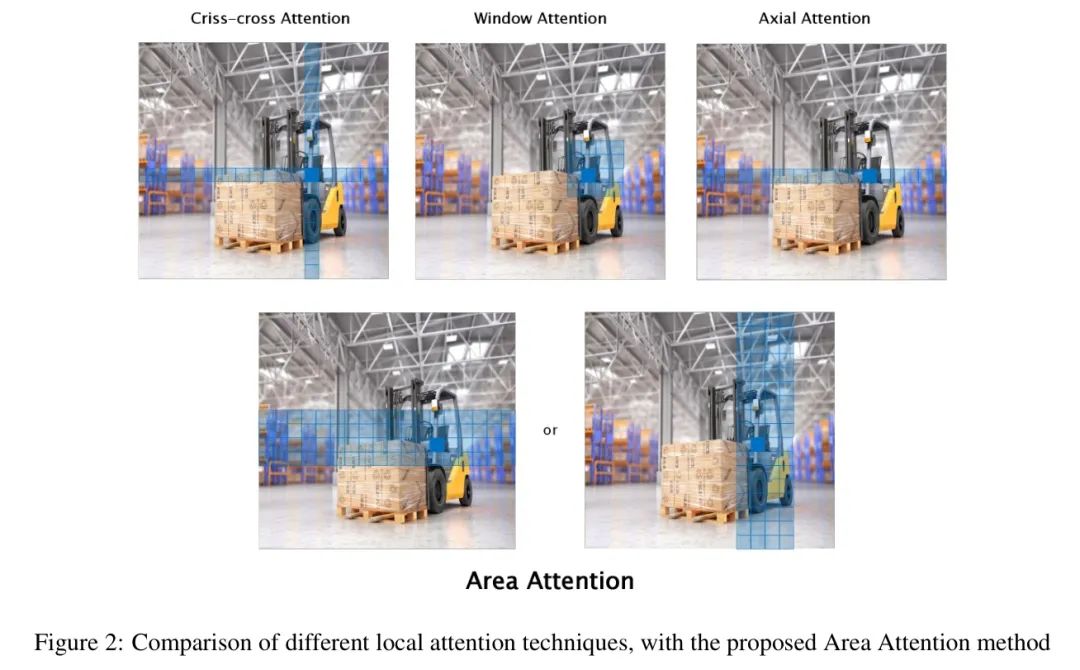 Criss-cross Attention
Window Attention
Axial Attention
or
Area Attention
Figure 2: Comparison of different local attention techniques, with the proposed Area Attention method